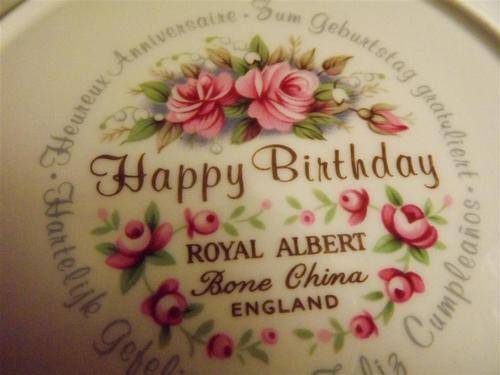 Heureux Anniversaire • Zum Geburtstag gratuliert •
Happy Birthday
ROYAL ALBERT
Bone China
ENGLAND
Hartelijk
Cumpleaños •